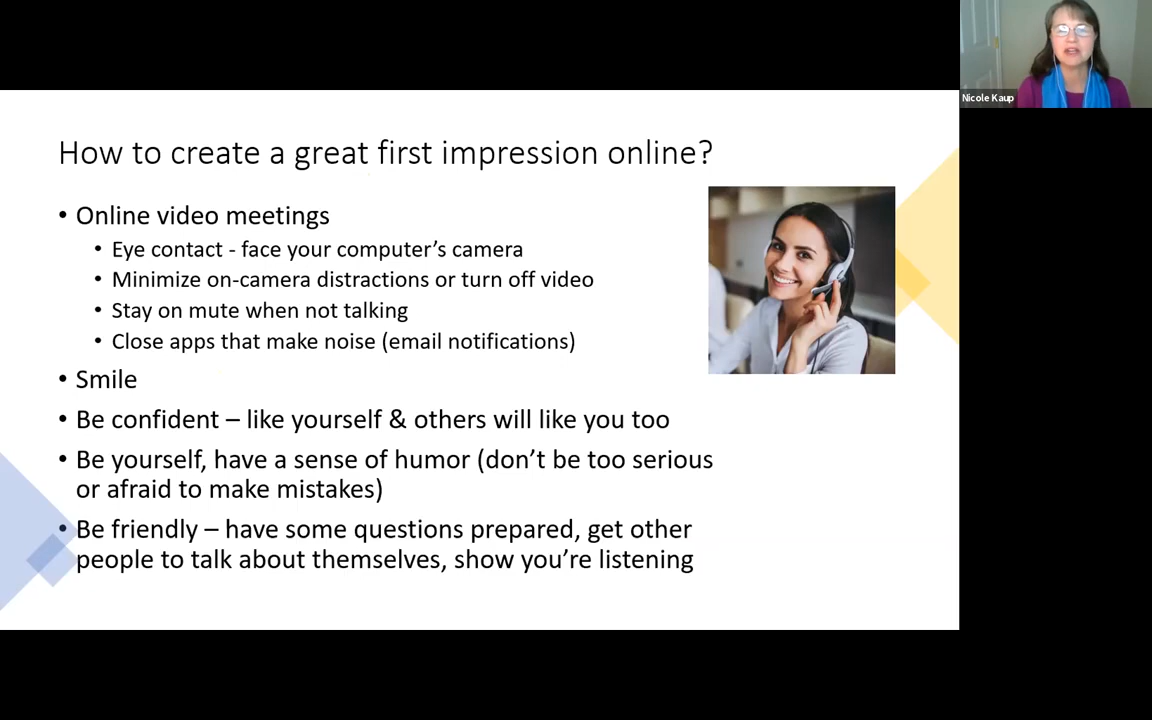 Nicole Kaup
How to create a great first impression online?
• Online video meetings
• Eye contact - face your computer's camera
• Minimize on-camera distractions or turn off video
• Stay on mute when not talking
• Close apps that make noise (email notifications)
• Smile
• Be confident – like yourself & others will like you too
• Be yourself, have a sense of humor (don't be too serious
or afraid to make mistakes)
• Be friendly – have some questions prepared, get other
people to talk about themselves, show you're listening